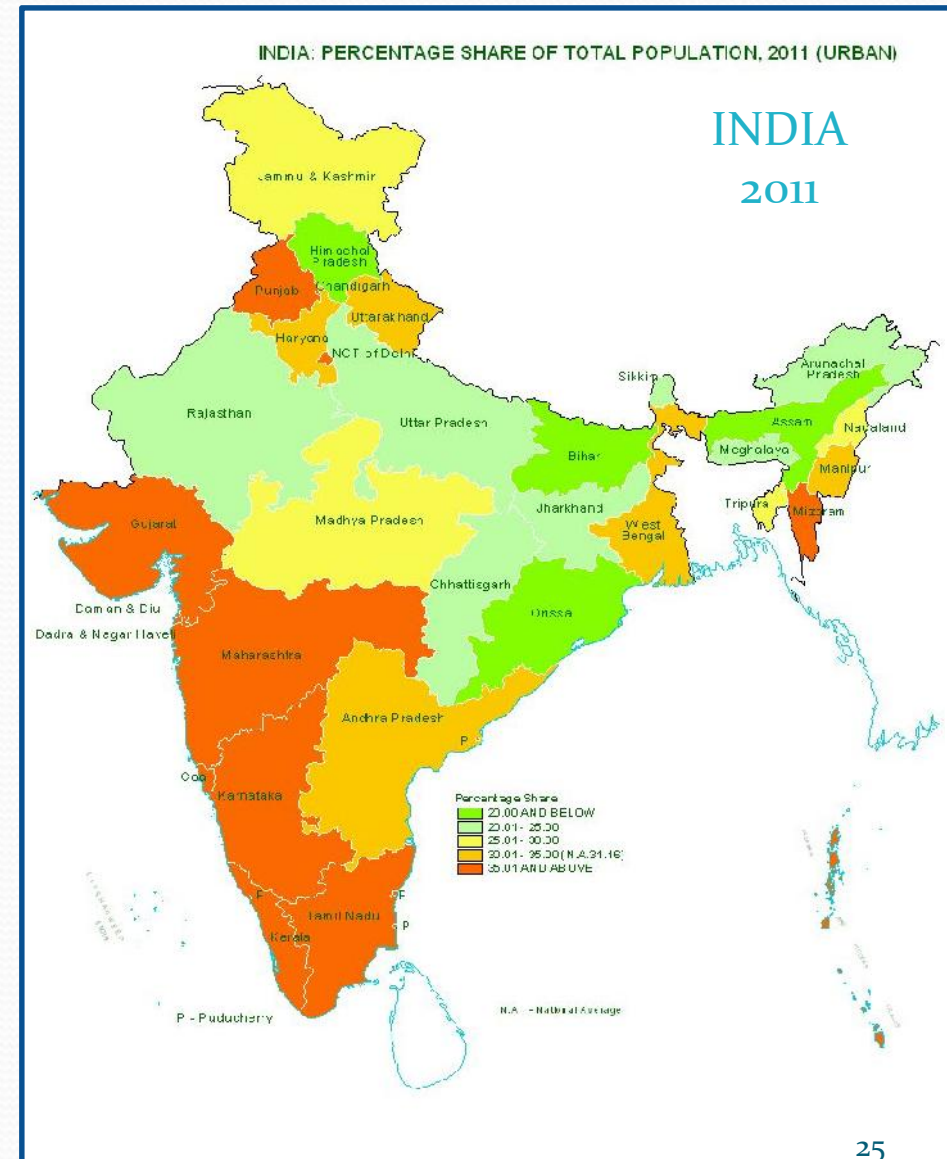 INDIA: PERCENTAGE SHARE OF TOTAL POPULATION, 2011 (URBAN)
INDIA
2011
Jammu & Kashmir
Himachal
Pradesh
Punjab
Chandigarh
Uttarakhand
Haryana
NCT of Delhi
Sikkim
Arunachal
Pradesh
Rajasthan
Uttar Pradesh
Assam
Nagaland
Bihar
Meghalaya
Manipur
Jharkhand
Tripura
Mizoram
Gujarat
Madhya Pradesh
West
Bengal
Chhattisgarh
Daman & Diu
Orissa
Dadra & Nagar Haveli
Maharashtra
Andhra Pradesh
P
Goa
Karnataka
Percentage Share
20.00 AND BELOW
20.01 - 25.00
25.01 - 30.00
30.01 - 35.00 (N.A.31.16)
35.01 AND ABOVE
P
P
Tamil Nadu
P
Kerala
LAKSHADWEEP
P - Puducherry
N.A. - National Average
25